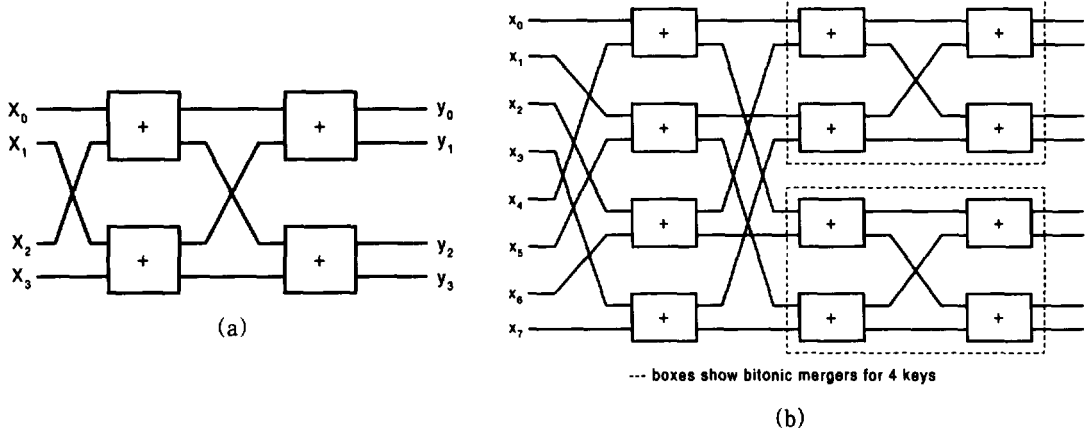 X₀
X₁
X₂
X₃
+
+
+
+
y₀
y₁
y₂
y₃
(a)
x₀
x₁
x₂
x₃
x₄
x₅
x₆
x₇
+
+
+
+
+
+
+
+
+
+
+
+
--- boxes show bitonic mergers for 4 keys
(b)